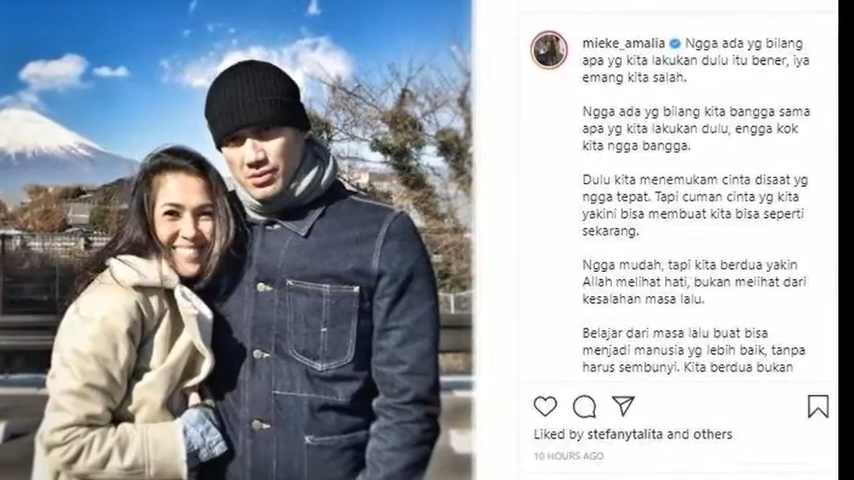 mieke_amalia Ngga ada yg bilang
apa yg kita lakukan dulu itu bener, iya
emang kita salah.
Ngga ada yg bilang kita bangga sama
apa yg kita lakukan dulu, engga kok
kita ngga bangga.
Dulu kita menemukam cinta disaat yg
ngga tepat. Tapi cuman cinta yg kita
yakini bisa membuat kita bisa seperti
sekarang.
Ngga mudah, tapi kita berdua yakin
Allah melihat hati, bukan melihat dari
kesalahan masa lalu.
Belajar dari masa lalu buat bisa
menjadi manusia yg lebih baik, tanpa
harus sembunyi. Kita berdua bukan
Liked by stefanytalita and others
10 HOURS AGO